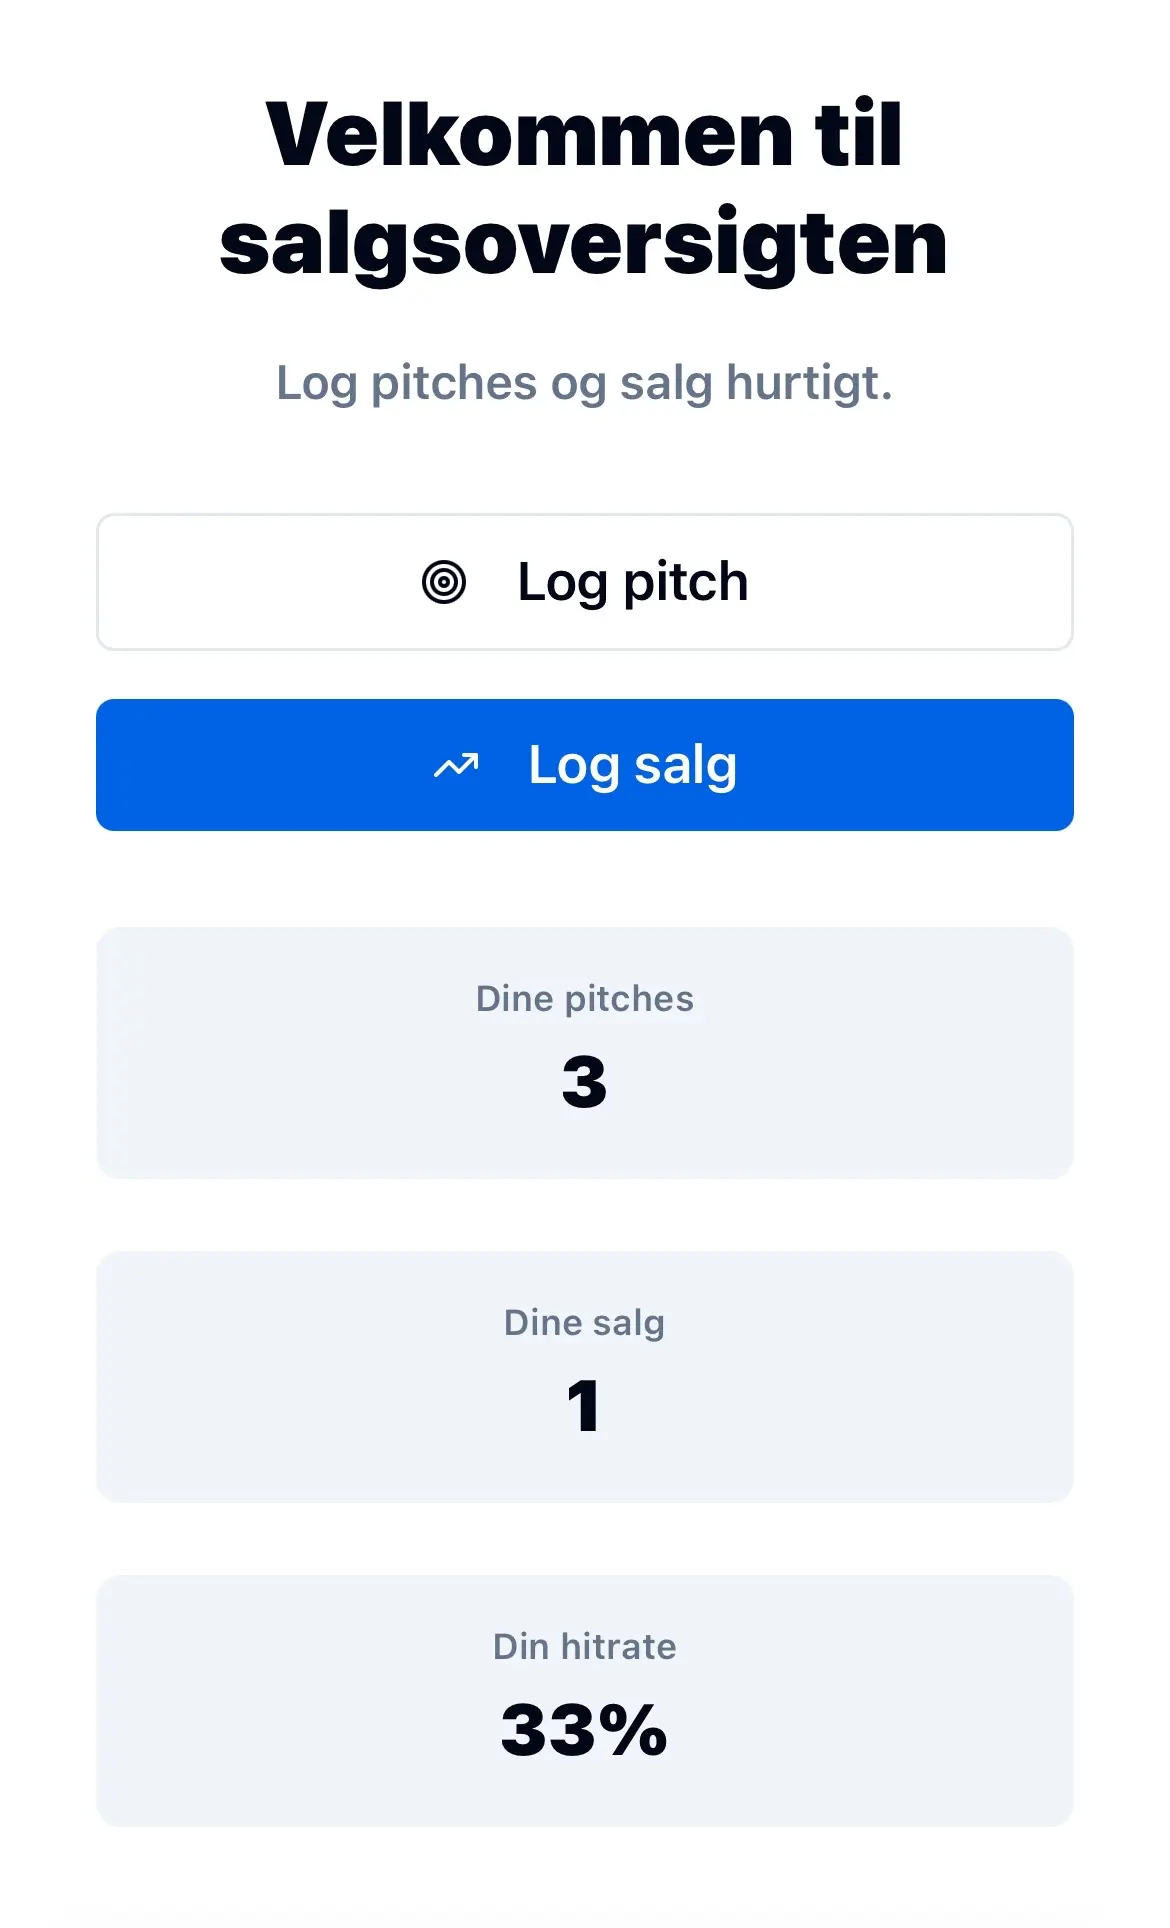 Velkommen til
salgsoversigten
Log pitches og salg hurtigt.
Log pitch
Log salg
Dine pitches
3
Dine salg
1
Din hitrate
33%